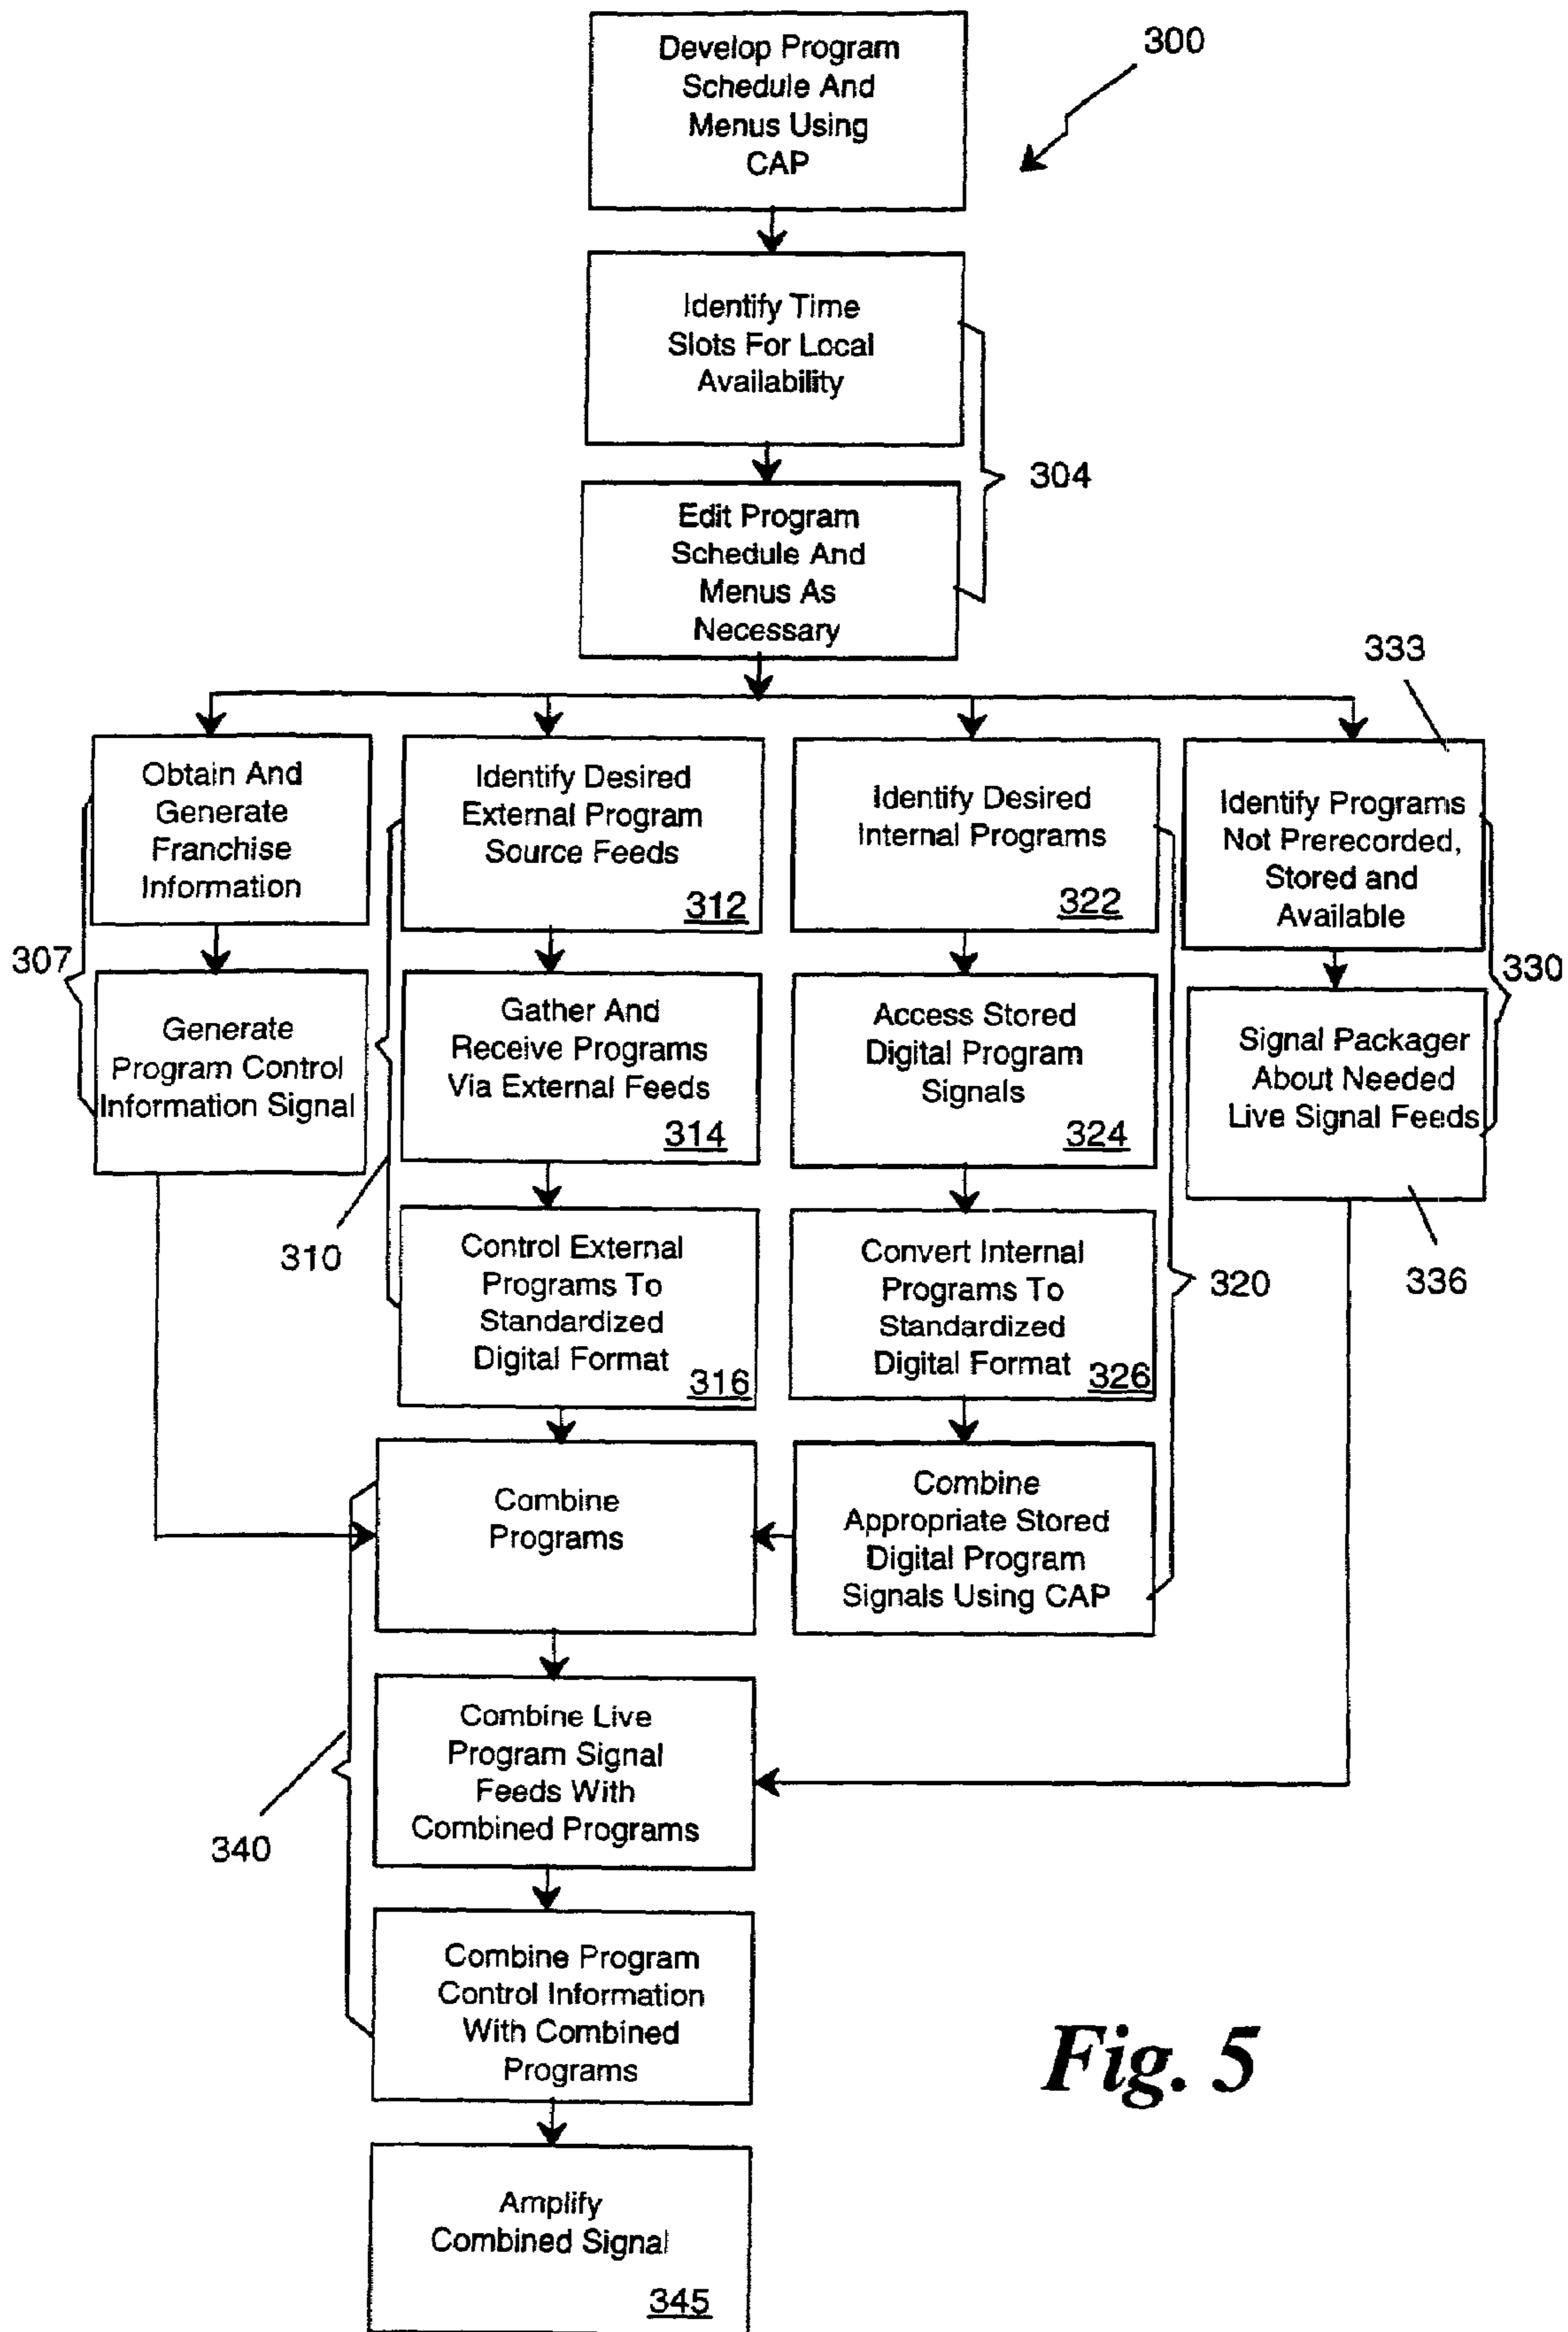 Develop Program
Schedule And
Menus Using
CAP
300
Identify Time
Slots For Local
Availability
304
Edit Program
Schedule And
Menus As
Necessary
333
Obtain And
Generate
Franchise
Information
307
Generate
Program Control
Information Signal
Identify Desired
External Program
Source Feeds
312
Gather And
Receive Programs
Via External Feeds
314
310
Control External
Programs To
Standardized
Digital Format
316
Identify Desired
Internal Programs
322
Access Stored
Digital Program
Signals
324
Convert Internal
Programs To
Standardized
Digital Format
326
320
Combine
Appropriate Stored
Digital Program
Signals Using CAP
Identify Programs
Not Prerecorded,
Stored and
Available
330
Signal Packager
About Needed
Live Signal Feeds
336
Combine
Programs
Combine Live
Program Signal
Feeds With
Combined Programs
340
Combine Program
Control Information
With Combined
Programs
Amplify
Combined Signal
345
Fig. 5